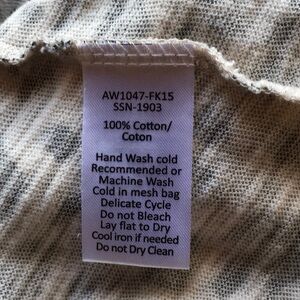 AW1047-FK15
SSN-1903
100% Cotton/
Coton
Hand Wash cold
Recommended or
Machine Wash
Cold in mesh bag
Delicate Cycle
Do not Bleach
Lay flat to Dry
Cool iron if needed
Do not Dry Clean